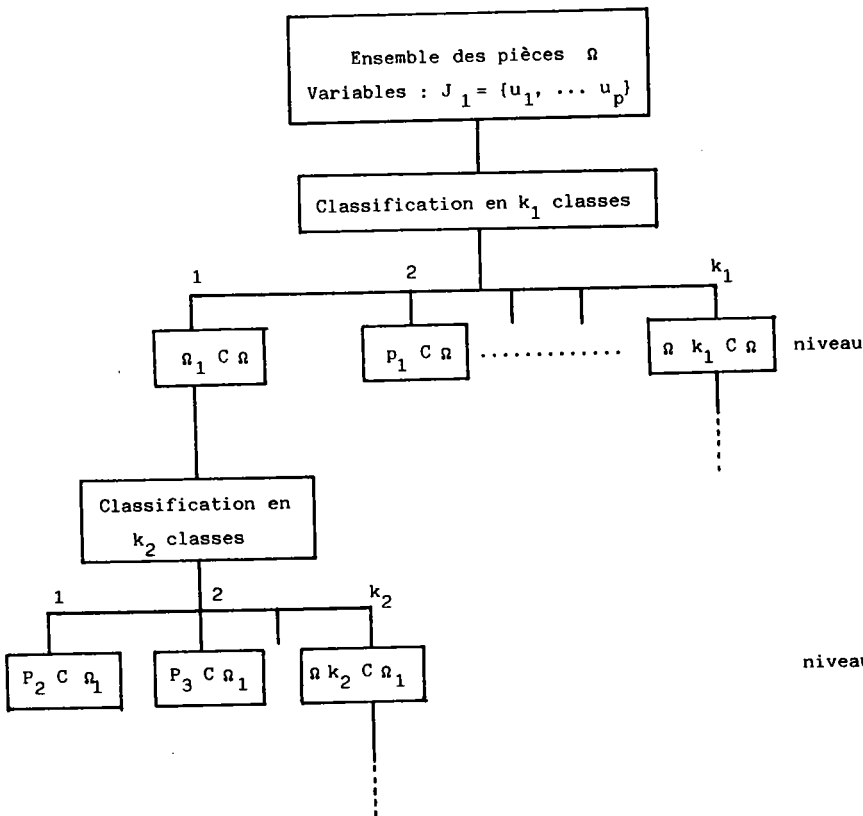 Ensemble des pièces Ω
Variables : J₁ = {u₁, ... uₚ}
Classification en k₁ classes
1 2 k₁
Ω₁ C Ω p₁ C Ω ............. Ω k₁ C Ω niveau
Classification en
k₂ classes
1 2 k₂
P₂ C Ω₁ P₃ C Ω₁ Ω k₂ C Ω₁ niveau